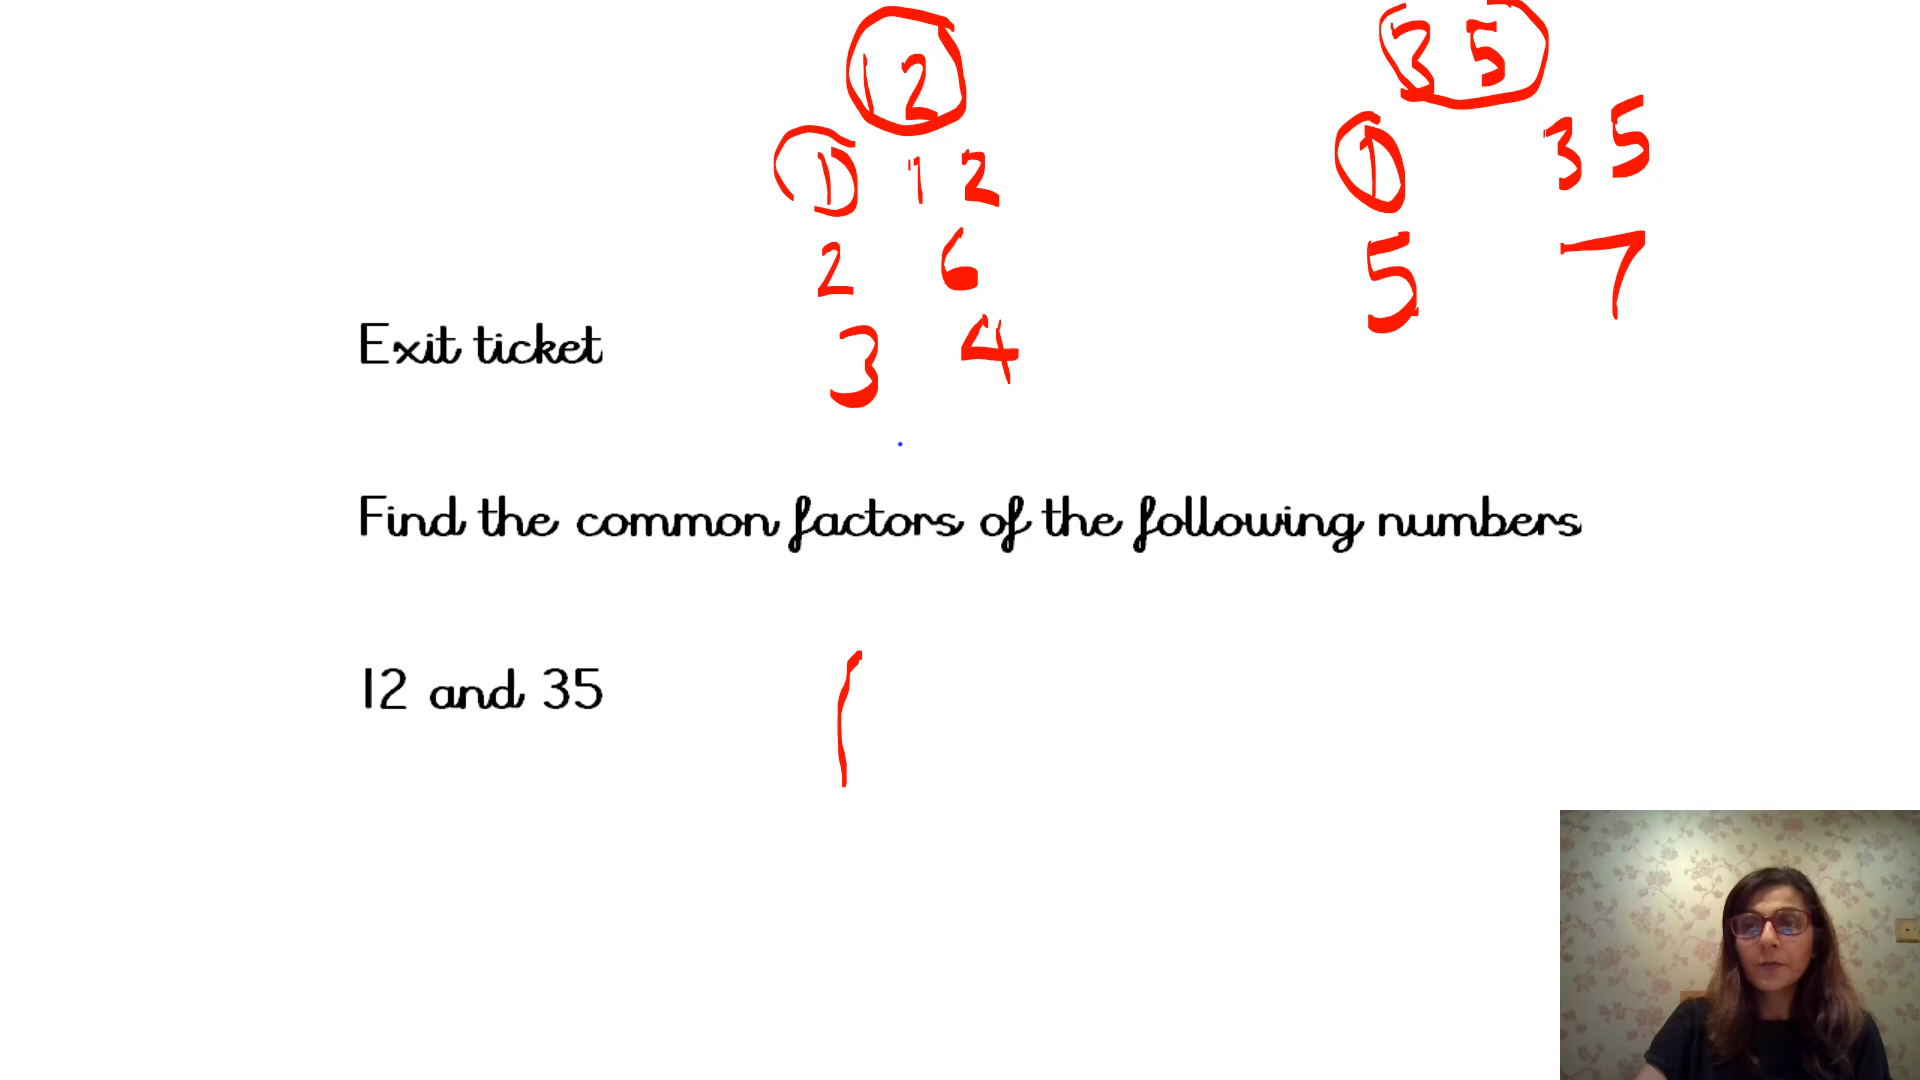 12 35
1 12 1 35
2 6 5 7
3 4
Exit ticket
Find the common factors of the following numbers
12 and 35 1